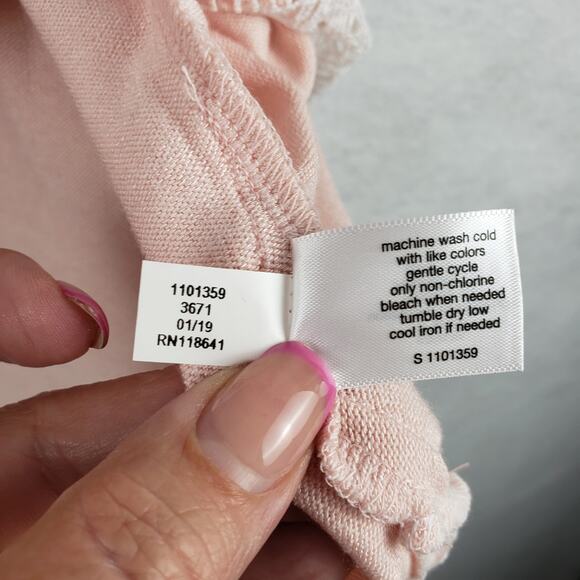 1101359
3671
01/19
RN118641
machine wash cold
with like colors
gentle cycle
only non-chlorine
bleach when needed
tumble dry low
cool iron if needed
S 1101359